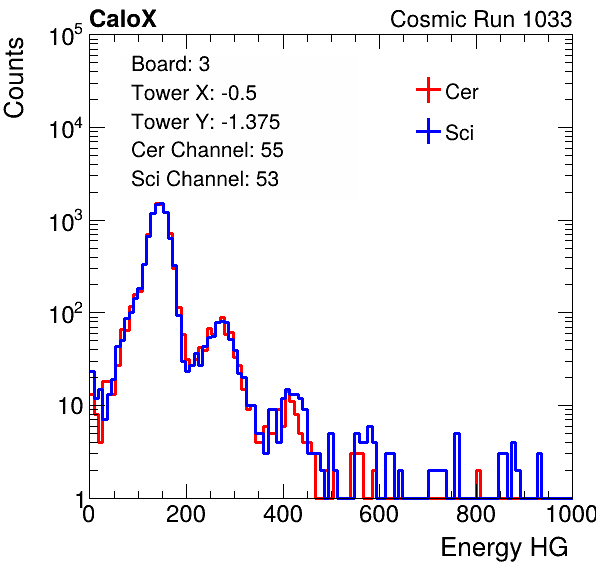 CaloX Cosmic Run 1033
Counts
10^5
10^4
10^3
10^2
10
1
Board: 3
Tower X: -0.5
Tower Y: -1.375
Cer Channel: 55
Sci Channel: 53
Cer
Sci
0 200 400 600 800 1000
Energy HG